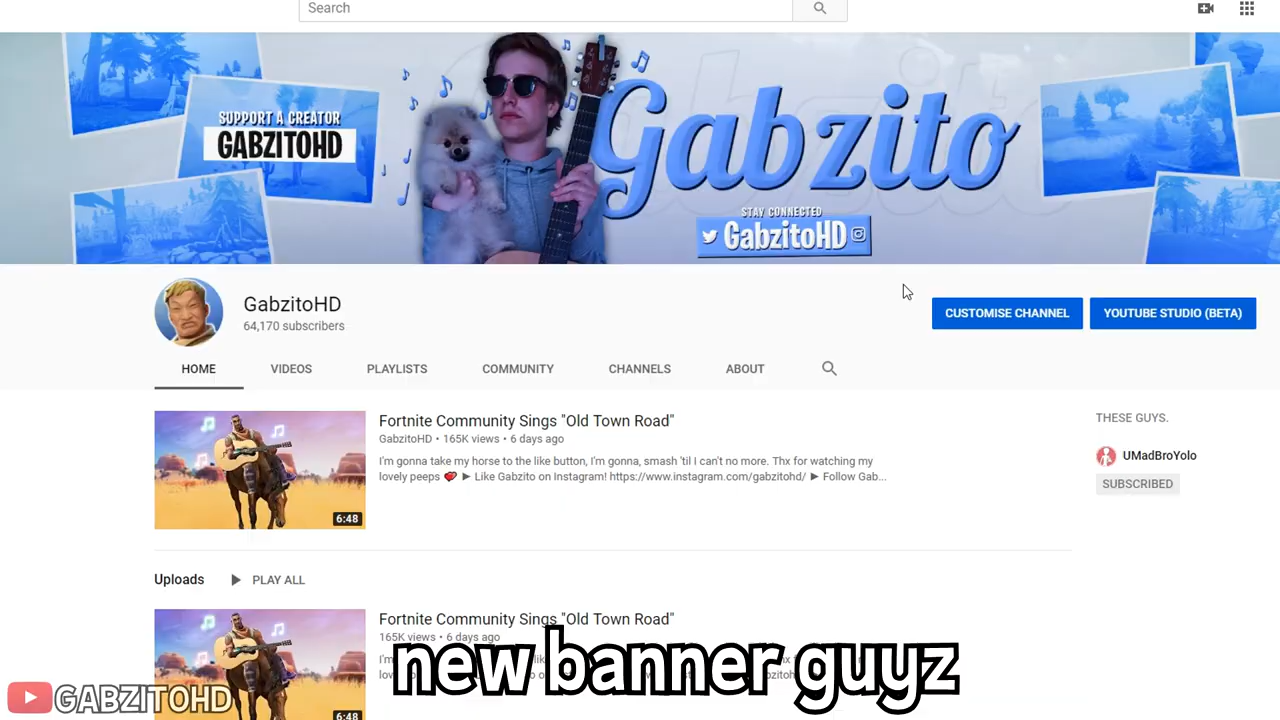 Search
SUPPORT A CREATOR
GABZITOHD
Gabzito
STAY CONNECTED
GabzitoHD
GabzitoHD
64,170 subscribers
CUSTOMISE CHANNEL
YOUTUBE STUDIO (BETA)
HOME VIDEOS PLAYLISTS COMMUNITY CHANNELS ABOUT
Fortnite Community Sings "Old Town Road"
GabzitoHD • 165K views • 6 days ago
I'm gonna take my horse to the like button, I'm gonna, smash 'til I can't no more. Thx for watching my
lovely peeps 💕 ► Like Gabzito on Instagram! https://www.instagram.com/gabzitohd/ ► Follow Gab...
6:48
THESE GUYS.
UMadBroYolo
SUBSCRIBED
Uploads PLAY ALL
Fortnite Community Sings "Old Town Road"
165K views • 6 days ago
6:48
new banner guyz
GABZITOHD